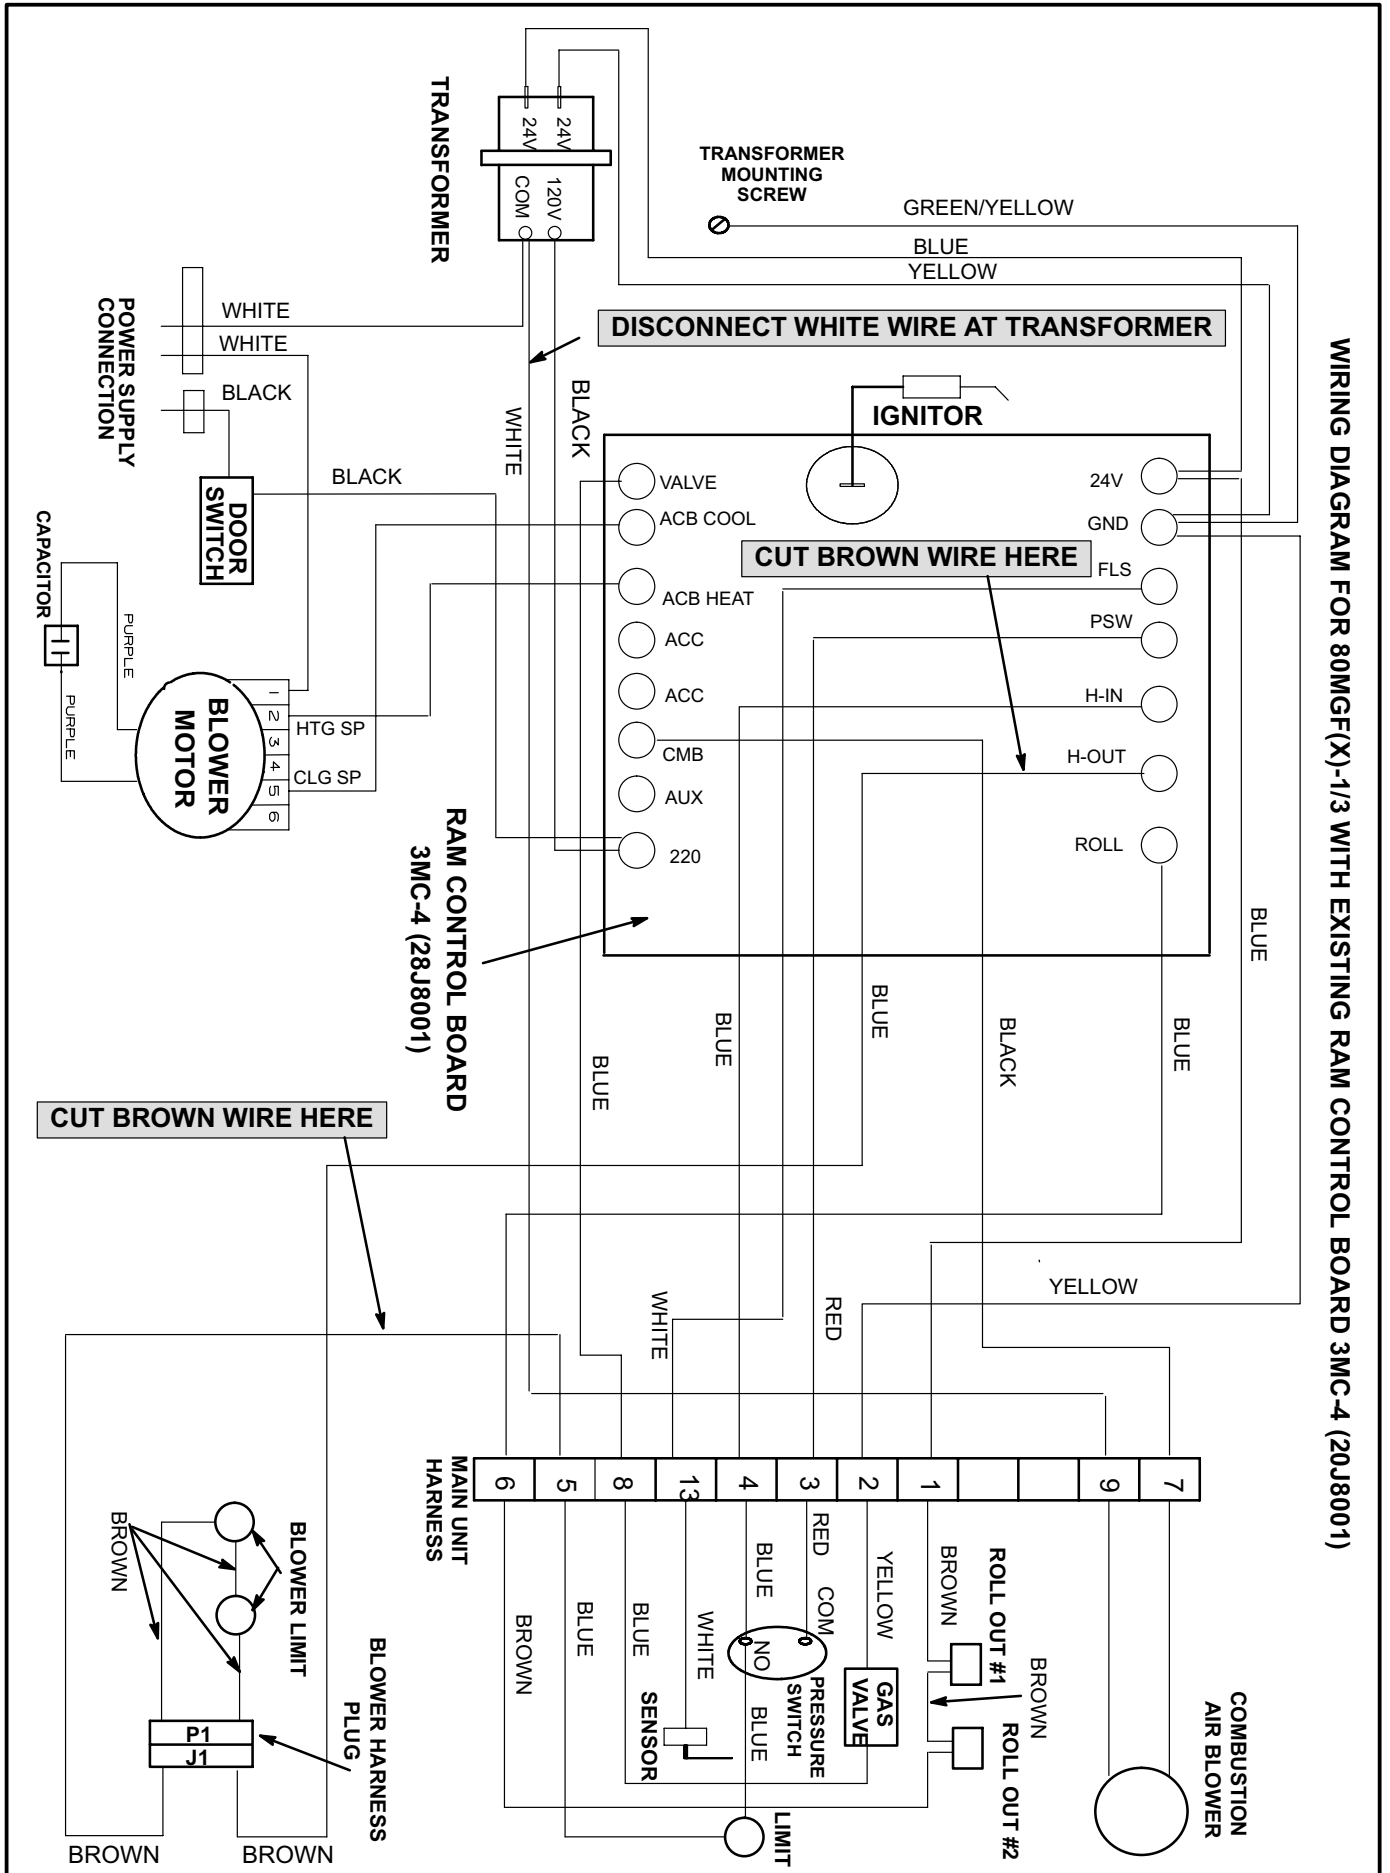 WIRING DIAGRAM FOR 80MGF(X)-1/3 WITH EXISTING RAM CONTROL BOARD 3MC-4 (20J8001)
TRANSFORMER
24V
24V
COM
120V
TRANSFORMER
MOUNTING
SCREW
GREEN/YELLOW
BLUE
YELLOW
POWER SUPPLY
CONNECTION
WHITE
WHITE
BLACK
DISCONNECT WHITE WIRE AT TRANSFORMER
WHITE
BLACK
IGNITOR
DOOR
SWITCH
BLACK
CAPACITOR
PURPLE
PURPLE
BLOWER
MOTOR
1
2
3
4
5
6
HTG SP
CLG SP
VALVE
ACB COOL
ACB HEAT
ACC
ACC
CMB
AUX
220
24V
GND
FLS
PSW
H-IN
H-OUT
ROLL
CUT BROWN WIRE HERE
RAM CONTROL BOARD
3MC-4 (28J8001)
BLUE
BLUE
BLUE
BLACK
BLUE
BLUE
CUT BROWN WIRE HERE
YELLOW
WHITE
RED
MAIN UNIT
HARNESS
6
5
8
13
4
3
2
1
9
7
BROWN
BLUE
BLUE
WHITE
BLUE
RED
COM
YELLOW
BROWN
NO
BLUE
PRESSURE
SWITCH
SENSOR
GAS
VALVE
ROLL OUT #1
BROWN
ROLL OUT #2
COMBUSTION
AIR BLOWER
LIMIT
BROWN
BLOWER LIMIT
BLOWER HARNESS
PLUG
P1
J1
BROWN
BROWN